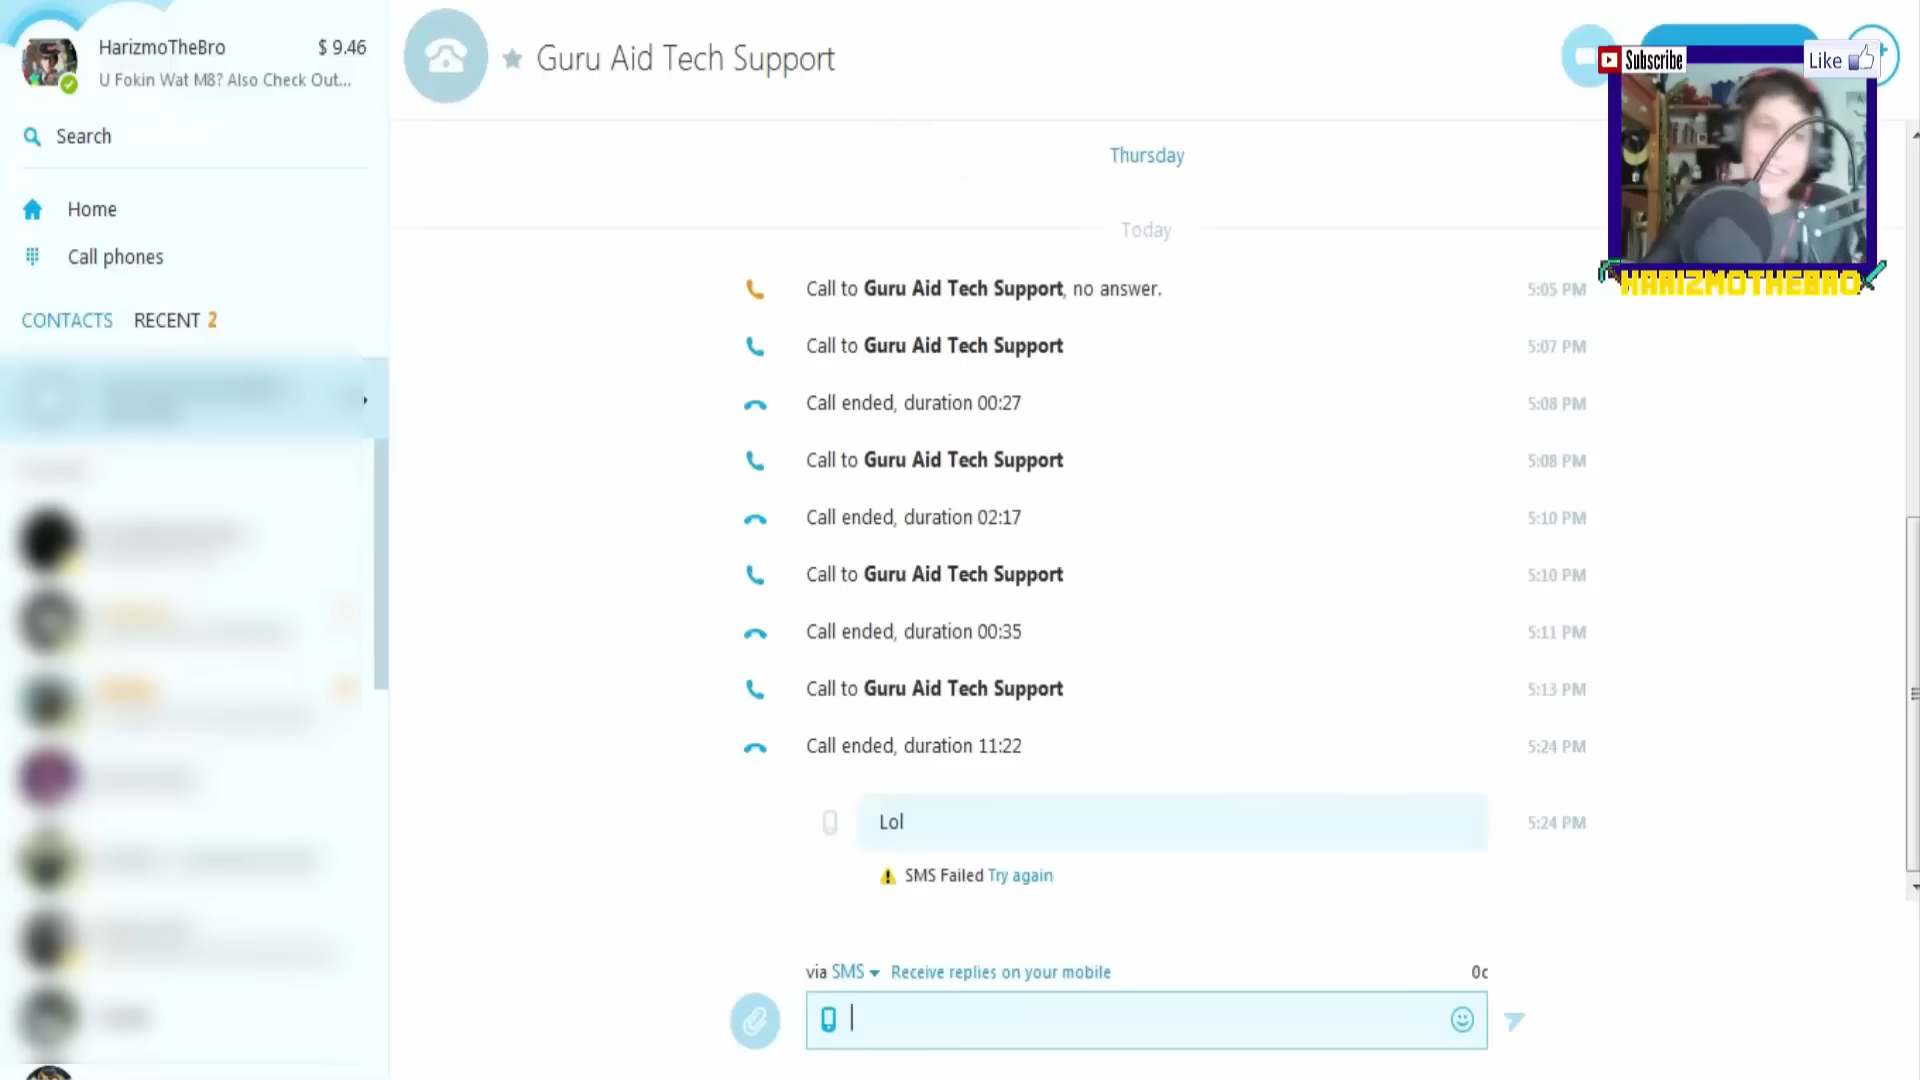 HarizmoTheBro
$ 9.46
U Fokin Wat M8? Also Check Out...
Search
Home
Call phones
CONTACTS
RECENT 2
Guru Aid Tech Support
Subscribe
Like
HARIZMOTHEBRO
Thursday
Today
Call to Guru Aid Tech Support, no answer.
5:05 PM
Call to Guru Aid Tech Support
5:07 PM
Call ended, duration 00:27
5:08 PM
Call to Guru Aid Tech Support
5:08 PM
Call ended, duration 02:17
5:10 PM
Call to Guru Aid Tech Support
5:10 PM
Call ended, duration 00:35
5:11 PM
Call to Guru Aid Tech Support
5:13 PM
Call ended, duration 11:22
5:24 PM
Lol
5:24 PM
SMS Failed Try again
via SMS
Receive replies on your mobile
0c